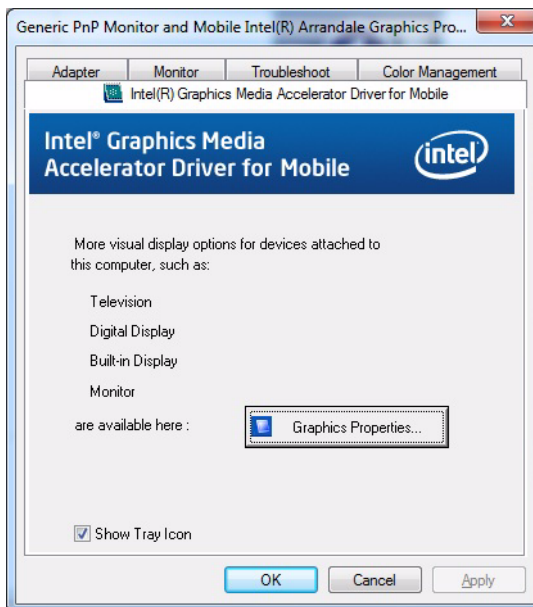 Generic PnP Monitor and Mobile Intel(R) Arrandale Graphics Pro...
Adapter
Monitor
Troubleshoot
Color Management
Intel(R) Graphics Media Accelerator Driver for Mobile
Intel® Graphics Media
Accelerator Driver for Mobile
intel
More visual display options for devices attached to
this computer, such as:
Television
Digital Display
Built-in Display
Monitor
are available here :
Graphics Properties...
Show Tray Icon
OK
Cancel
Apply